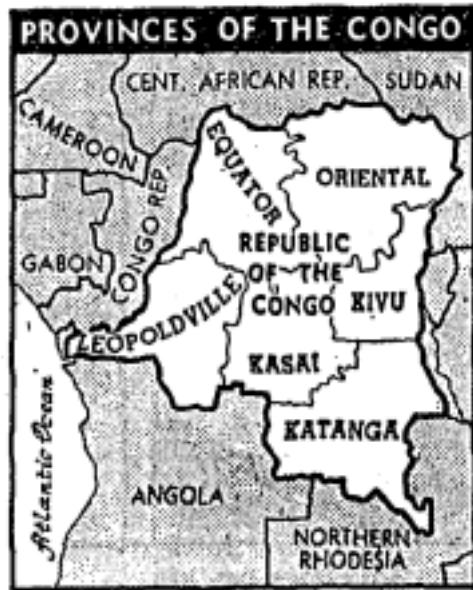 PROVINCES OF THE CONGO
CENT. AFRICAN REP.
SUDAN
CAMEROON
EQUATOR
ORIENTAL
CONGO REP.
GABON
REPUBLIC
OF THE
CONGO
KIVU
LEOPOLDVILLE
KASAI
KATANGA
Atlantic Ocean
ANGOLA
NORTHERN
RHODESIA